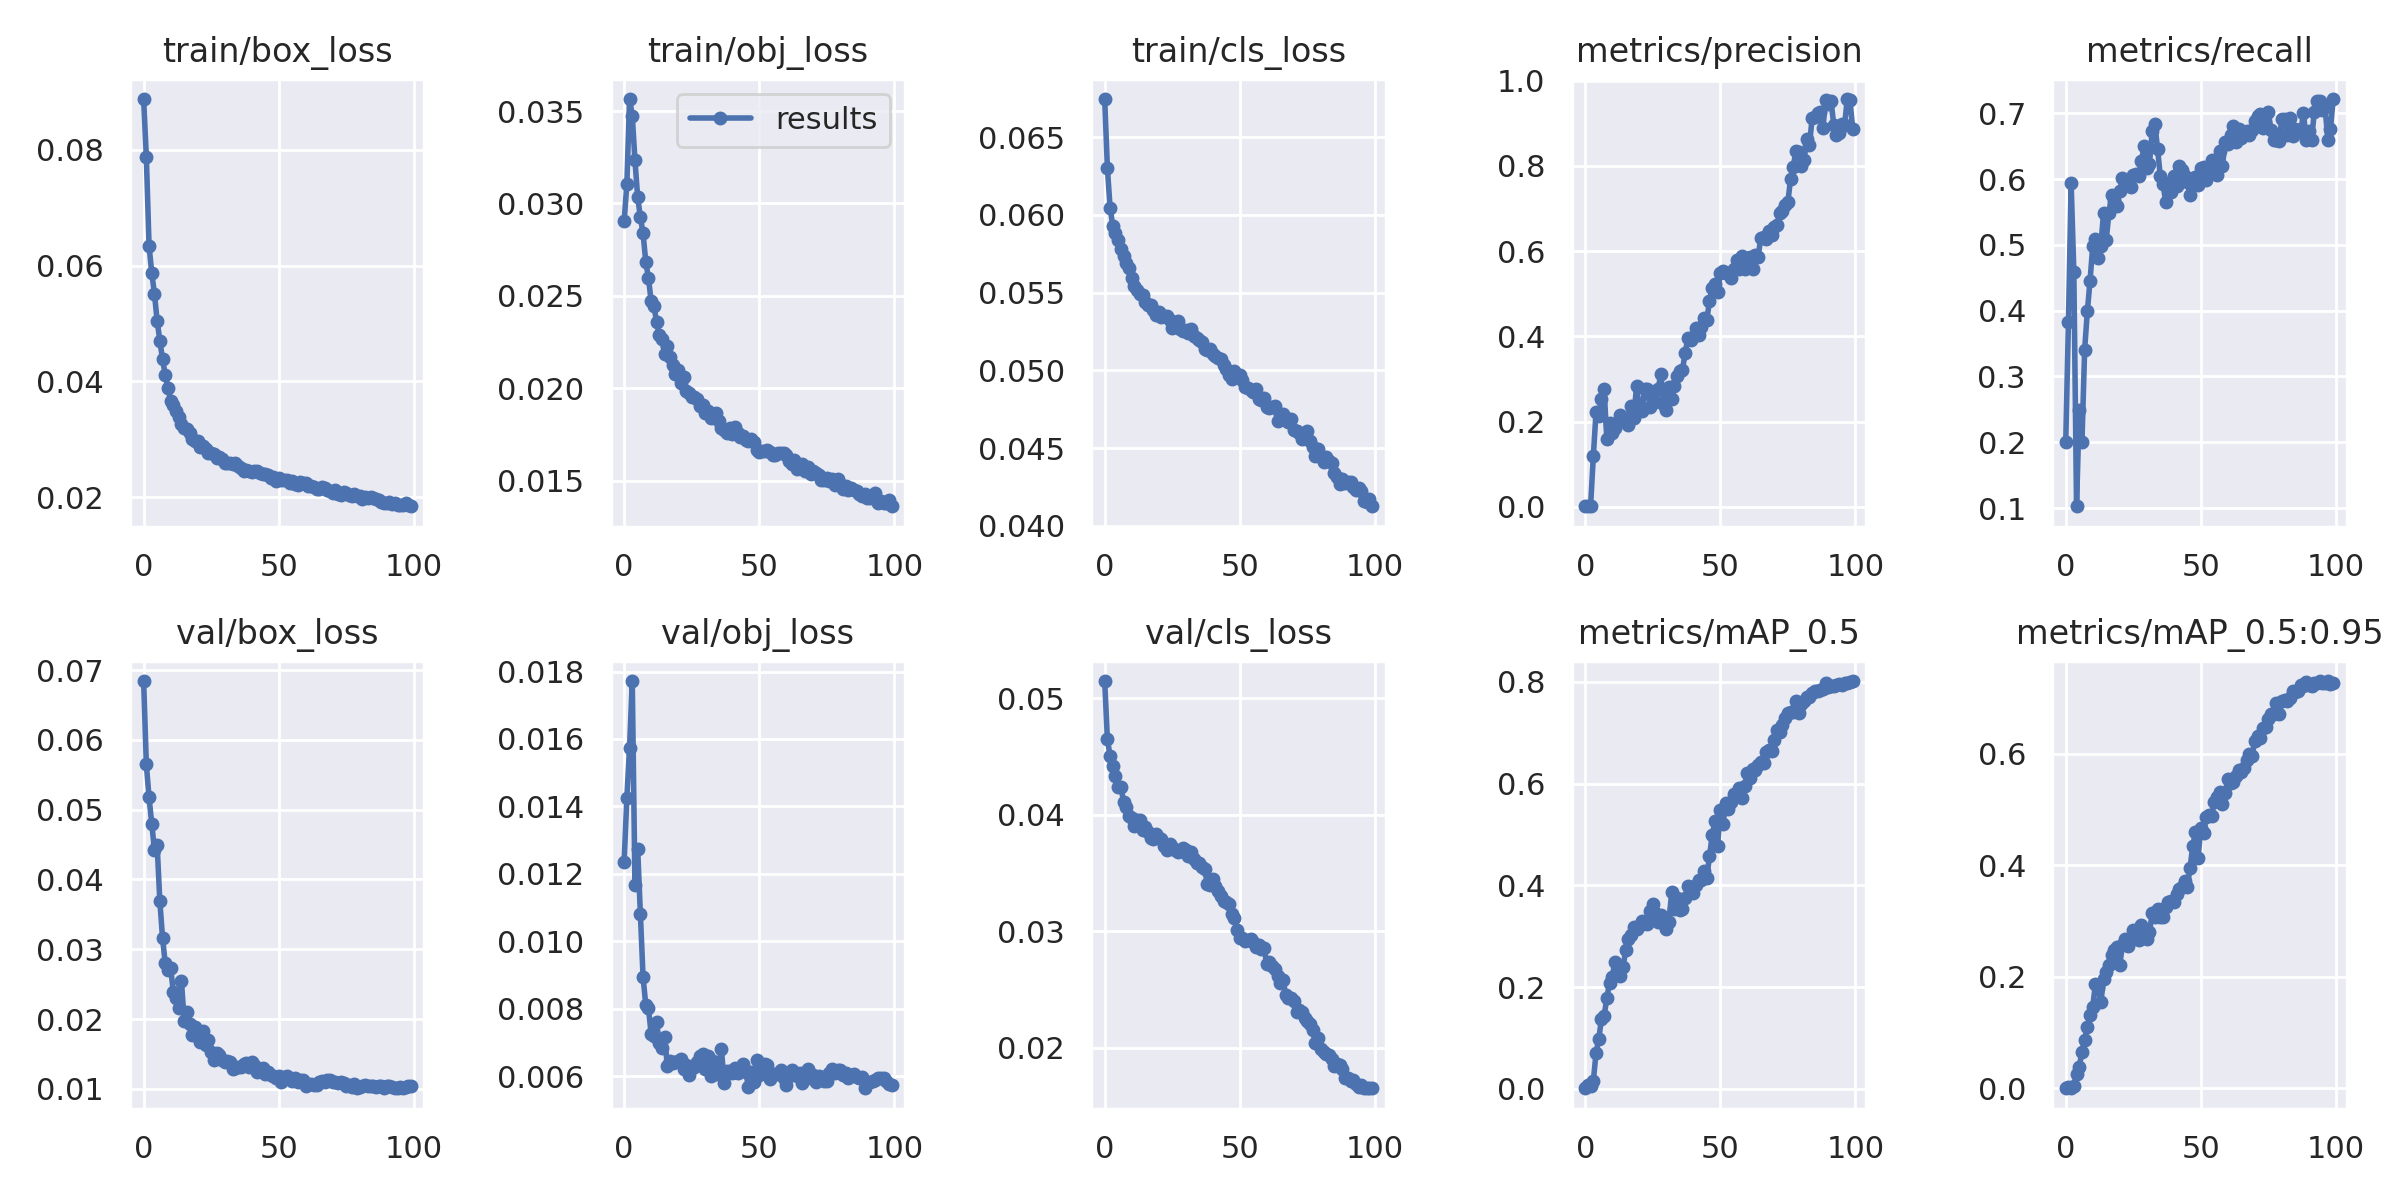 train/box_loss
0.08
0.06
0.04
0.02
0 50 100
train/obj_loss
results
0.035
0.030
0.025
0.020
0.015
0 50 100
train/cls_loss
0.065
0.060
0.055
0.050
0.045
0.040
0 50 100
metrics/precision
1.0
0.8
0.6
0.4
0.2
0.0
0 50 100
metrics/recall
0.7
0.6
0.5
0.4
0.3
0.2
0.1
0 50 100
val/box_loss
0.07
0.06
0.05
0.04
0.03
0.02
0.01
0 50 100
val/obj_loss
0.018
0.016
0.014
0.012
0.010
0.008
0.006
0 50 100
val/cls_loss
0.05
0.04
0.03
0.02
0 50 100
metrics/mAP_0.5
0.8
0.6
0.4
0.2
0.0
0 50 100
metrics/mAP_0.5:0.95
0.6
0.4
0.2
0.0
0 50 100